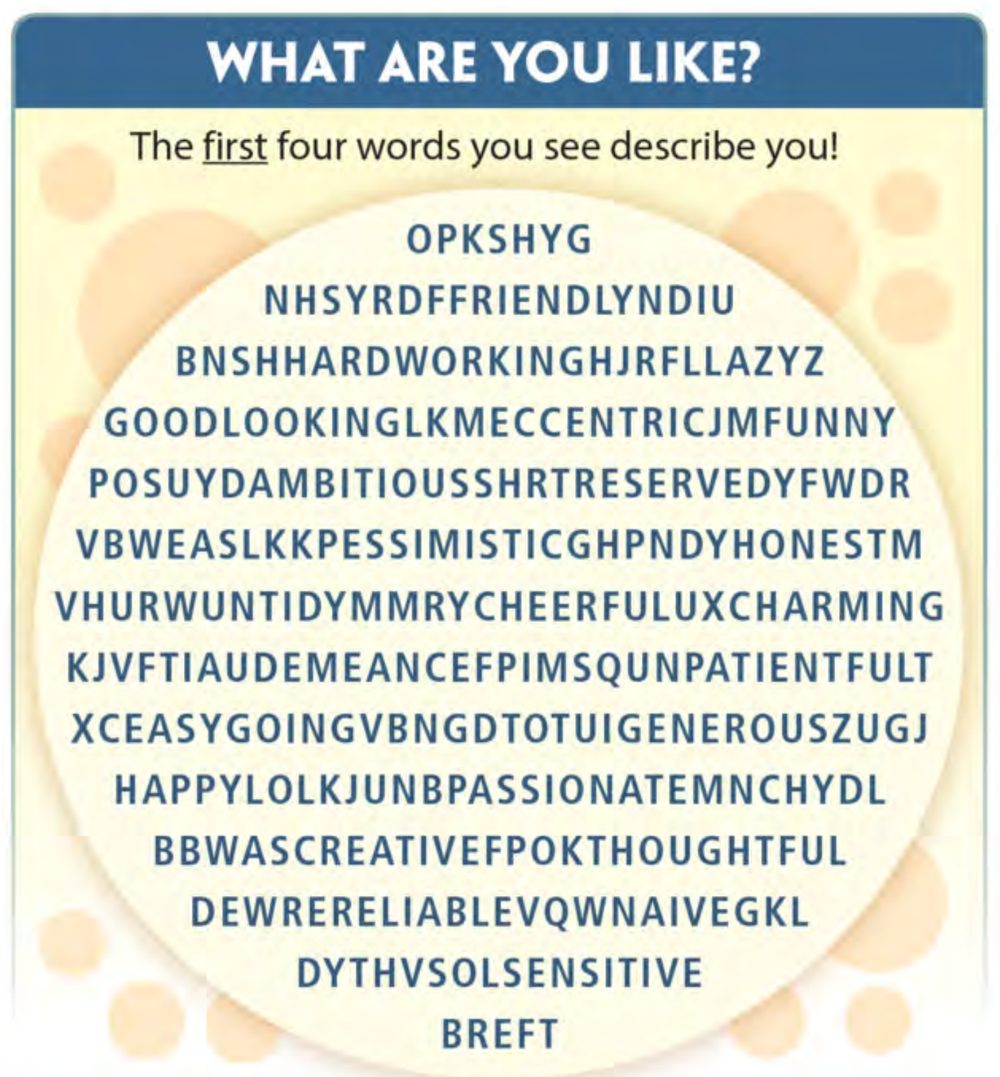 WHAT ARE YOU LIKE?
The first four words you see describe you!
OPKSHYG
NHSYRDFFRIENDLYNDIU
BNSHHARDWORKINGHJRFLLAZYZ
GOODLOOKINGLKMECCENTRICJMFUNNY
POSUYDAMBITIOUSSHRTRESERVEDYFWDR
VBWEASLKKPESSIMISTICGHPNDYHONESTM
VHURWUNTIDYMMRYCHEERFULUXCHARMING
KJVFTIAUDEMEANCEFPIMSQUNPATIENTFULT
XCEASYGOINGVBNGDTOTUIGENEROUSZUGJ
HAPPYLOLKJUNBPASSIONATEMNCHYDL
BBWASCREATIVEFPOKTHOUGHTFUL
DEWRERELIABLEVQWNAIVEGKL
DYTHVSOLSENSITIVE
BREFT